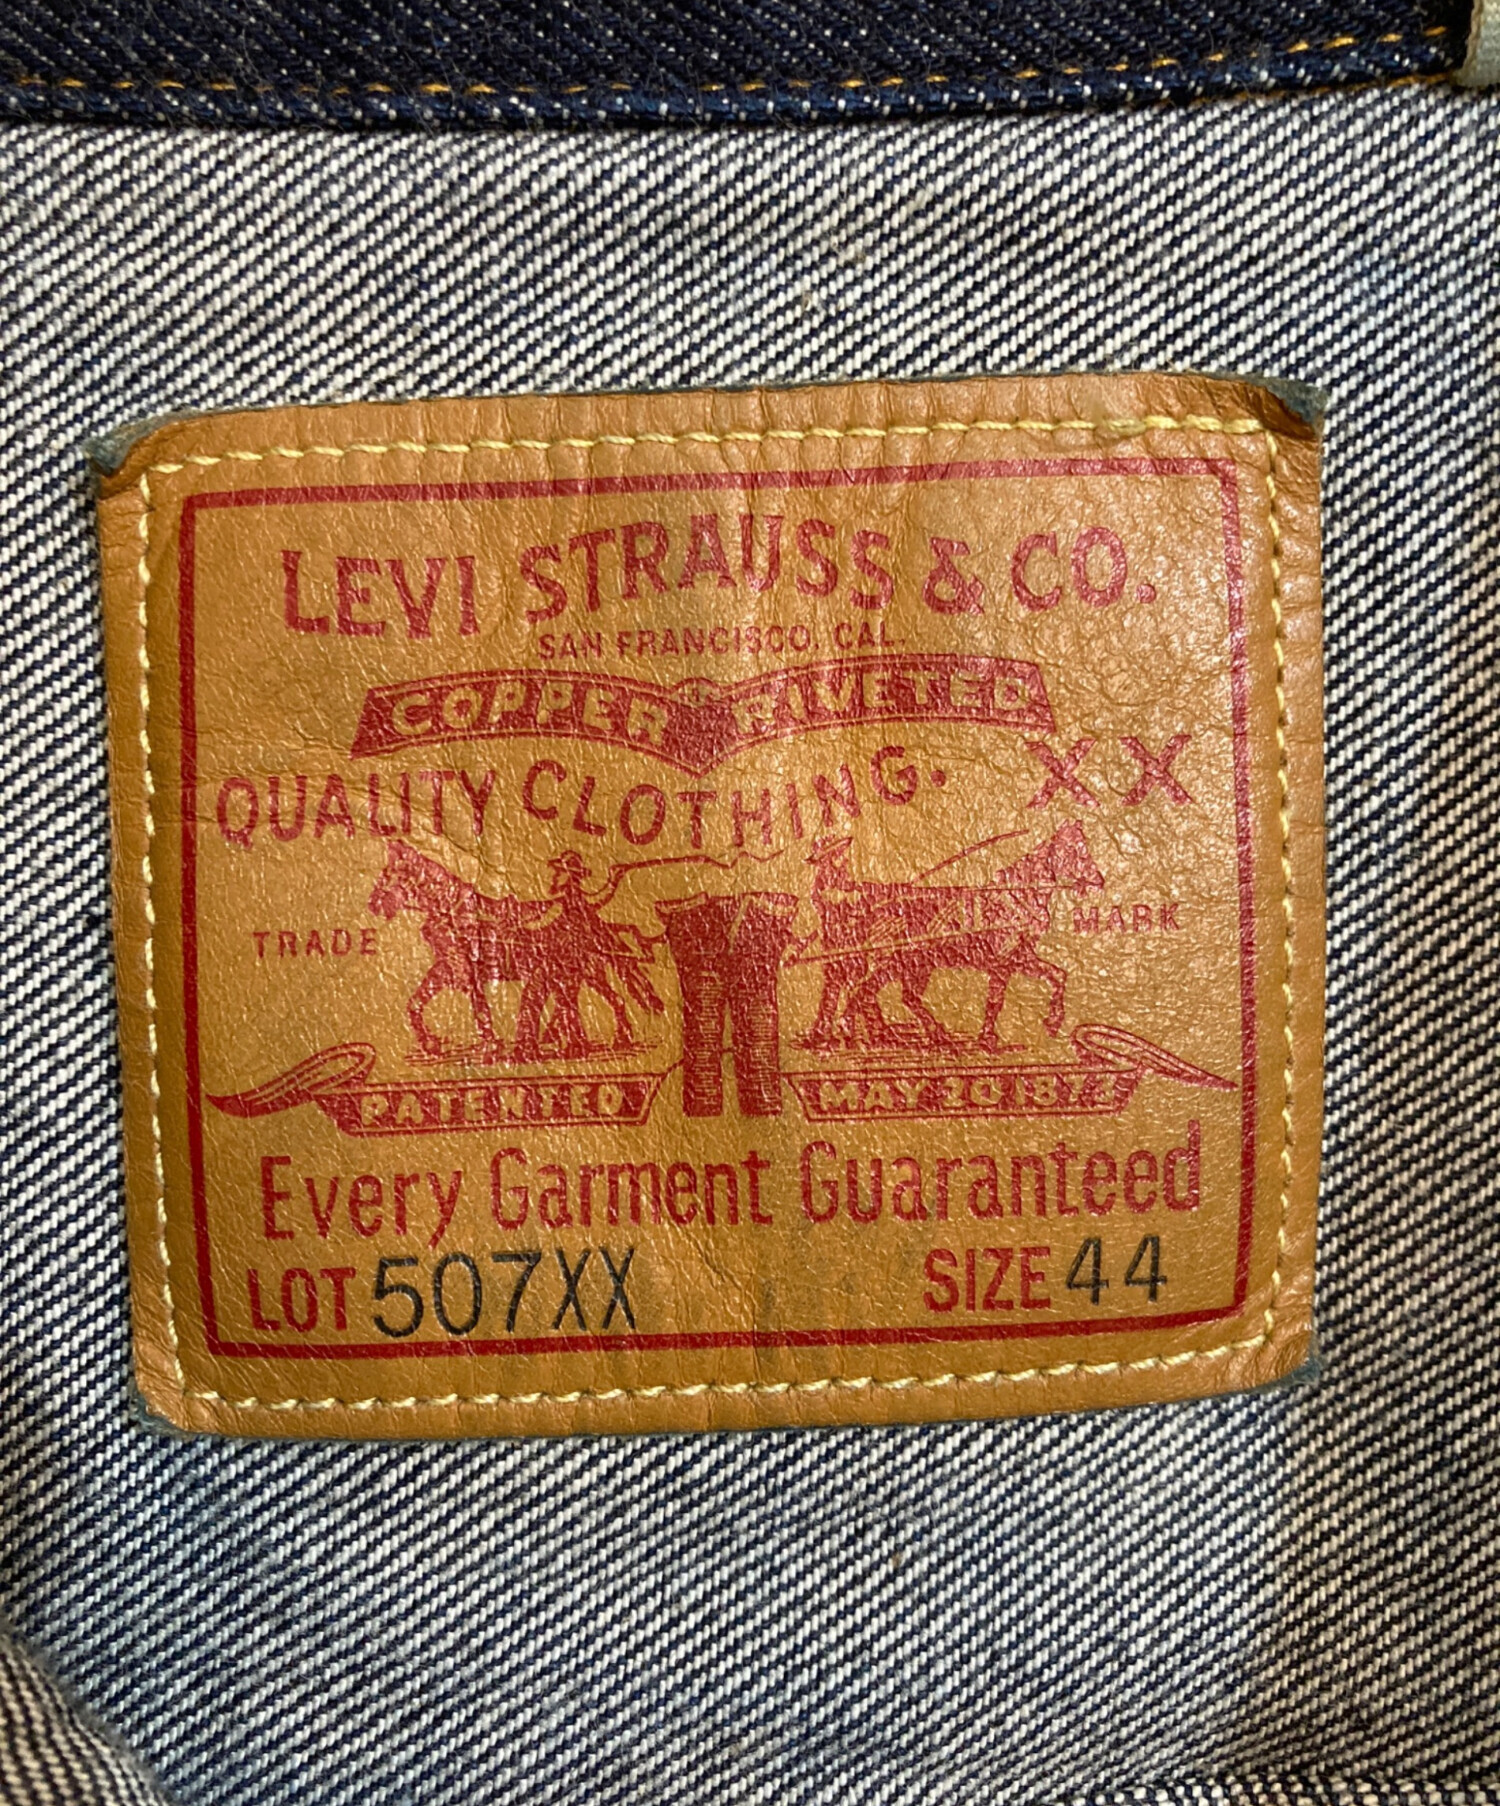 LEVI STRAUSS & CO.
SAN FRANCISCO. CAL.
COPPER RIVETED
QUALITY CLOTHING. XX
TRADE MARK
PATENTED MAY 20 1873
Every Garment Guaranteed
LOT 507XX SIZE 44